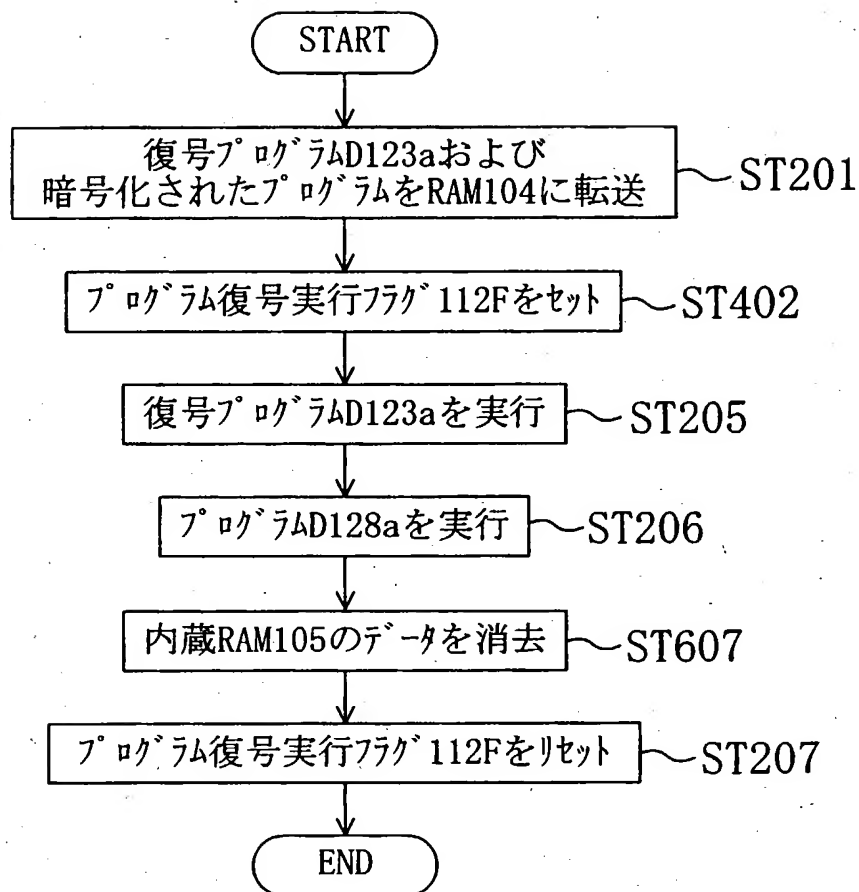 START
復号ﾌﾟﾛｸﾞﾗﾑD123aおよび
暗号化されたﾌﾟﾛｸﾞﾗﾑをRAM104に転送
ST201
ﾌﾟﾛｸﾞﾗﾑ復号実行ﾌﾗｸﾞ112Fをｾｯﾄ
ST402
復号ﾌﾟﾛｸﾞﾗﾑD123aを実行
ST205
ﾌﾟﾛｸﾞﾗﾑD128aを実行
ST206
内蔵RAM105のﾃﾞｰﾀを消去
ST607
ﾌﾟﾛｸﾞﾗﾑ復号実行ﾌﾗｸﾞ112Fをﾘｾｯﾄ
ST207
END